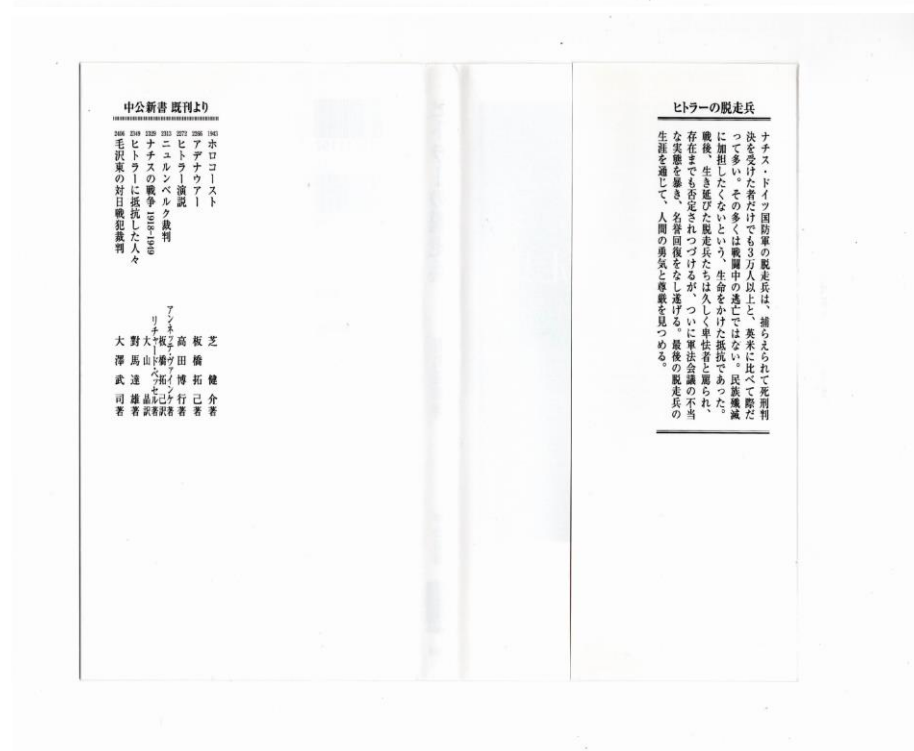 ヒトラーの脱走兵
ナチス・ドイツ国防軍の脱走兵は、捕らえられて死刑判
決を受けた者だけでも3万人以上と、英米に比べて際だ
って多い。その多くは戦闘中の逃亡ではない。民族殲滅
に加担したくないという、生命をかけた抵抗であった。
戦後、生き延びた脱走兵たちは久しく卑怯者と罵られ、
存在までも否定されつづけるが、ついに軍法会議の不当
な実態を暴き、名誉回復をなし遂げる。最後の脱走兵の
生涯を通じて、人間の勇気と尊厳を見つめる。
中公新書 既刊より
1943 ホロコースト 芝健介著
2266 アデナウアー 板橋拓己著
2272 ヒトラー演説 高田博行著
2313 ニュルンベルク裁判 アンネッテ・ヴァインケ著 板橋拓己訳
2329 ナチスの戦争 1918-1949 リチャード・ベッセル著 大山晶訳
2349 ヒトラーに抵抗した人々 對馬達雄著
2406 毛沢東の対日戦犯裁判 大澤武司著